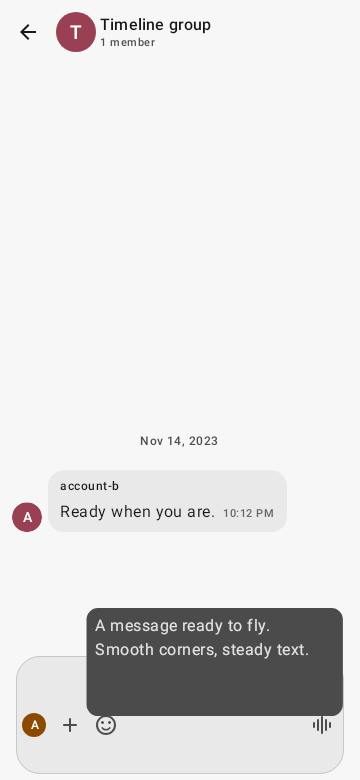 T
Timeline group
1 member
Nov 14, 2023
account-b
A
Ready when you are. 10:12 PM
A message ready to fly.
Smooth corners, steady text.
A